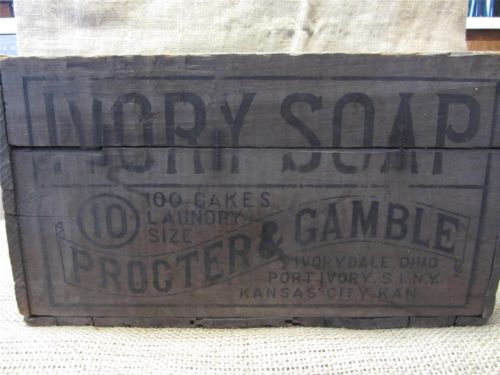 IVORY SOAP
10
100 CAKES
LAUNDRY
SIZE
PROCTER & GAMBLE
IVORYDALE, OHIO
PORT IVORY. S.I. N.Y.
KANSAS CITY. KAN.